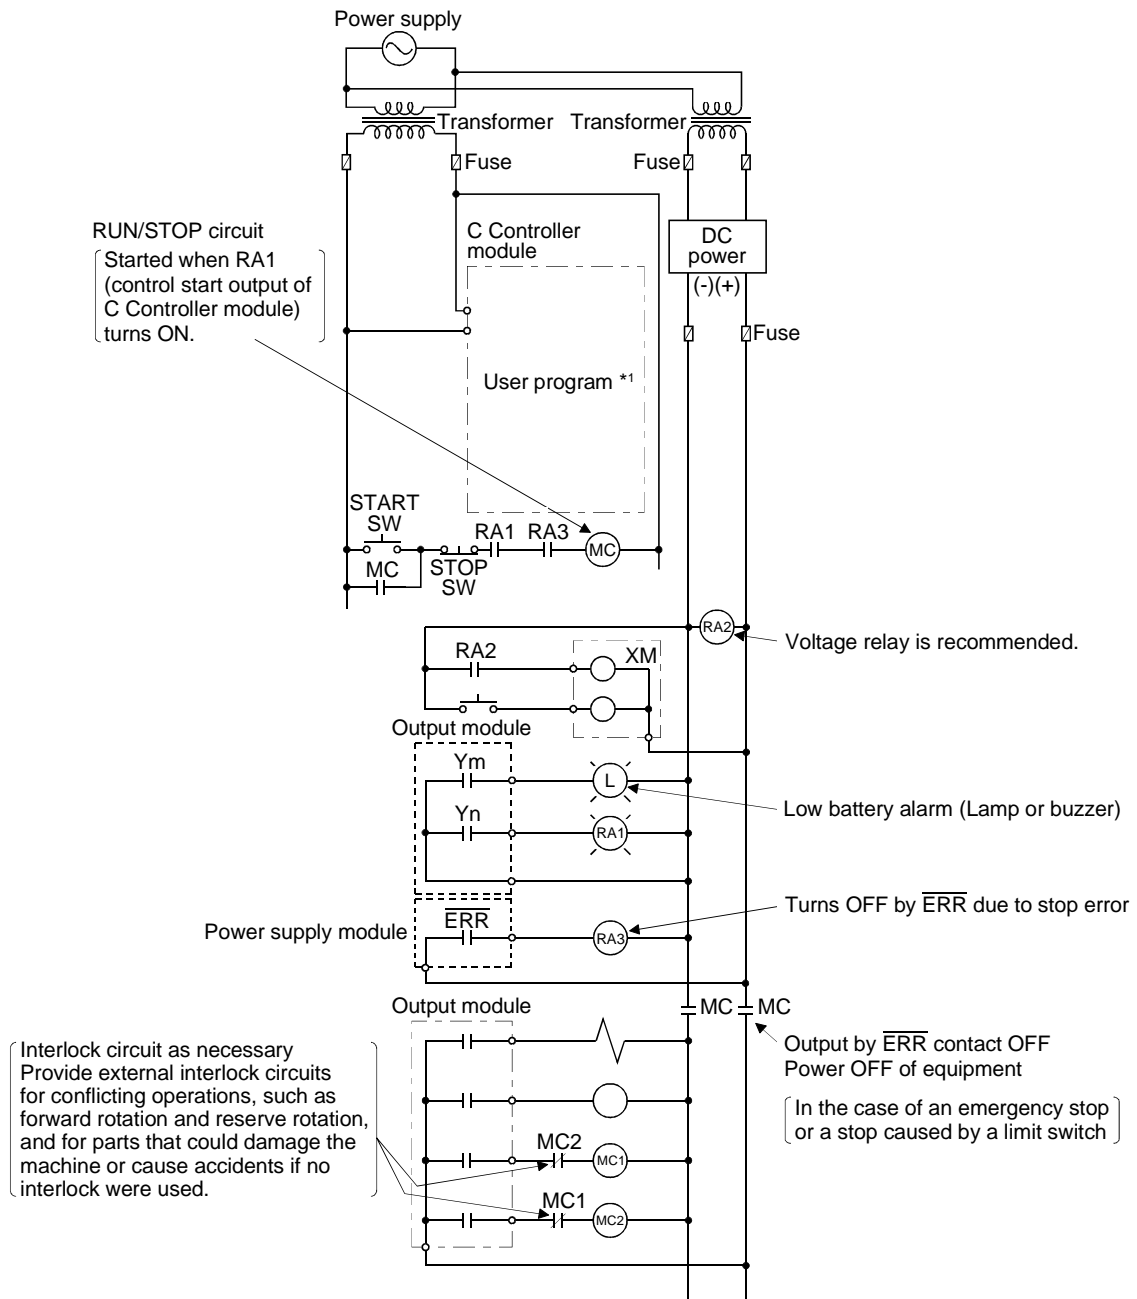 Power supply
Transformer
Transformer
Fuse
Fuse
RUN/STOP circuit
Started when RA1
(control start output of
C Controller module)
turns ON.
C Controller
module
DC
power
(-)(+)
Fuse
User program *1
START
SW
RA1
RA3
MC
MC
STOP
SW
RA2
Voltage relay is recommended.
RA2
XM
Output module
Ym
L
Low battery alarm (Lamp or buzzer)
Yn
RA1
Power supply module
ERR
RA3
Turns OFF by ERR due to stop error
Output module
MC
MC
Output by ERR contact OFF
Power OFF of equipment
In the case of an emergency stop
or a stop caused by a limit switch
Interlock circuit as necessary
Provide external interlock circuits
for conflicting operations, such as
forward rotation and reserve rotation,
and for parts that could damage the
machine or cause accidents if no
interlock were used.
MC2
MC1
MC1
MC2